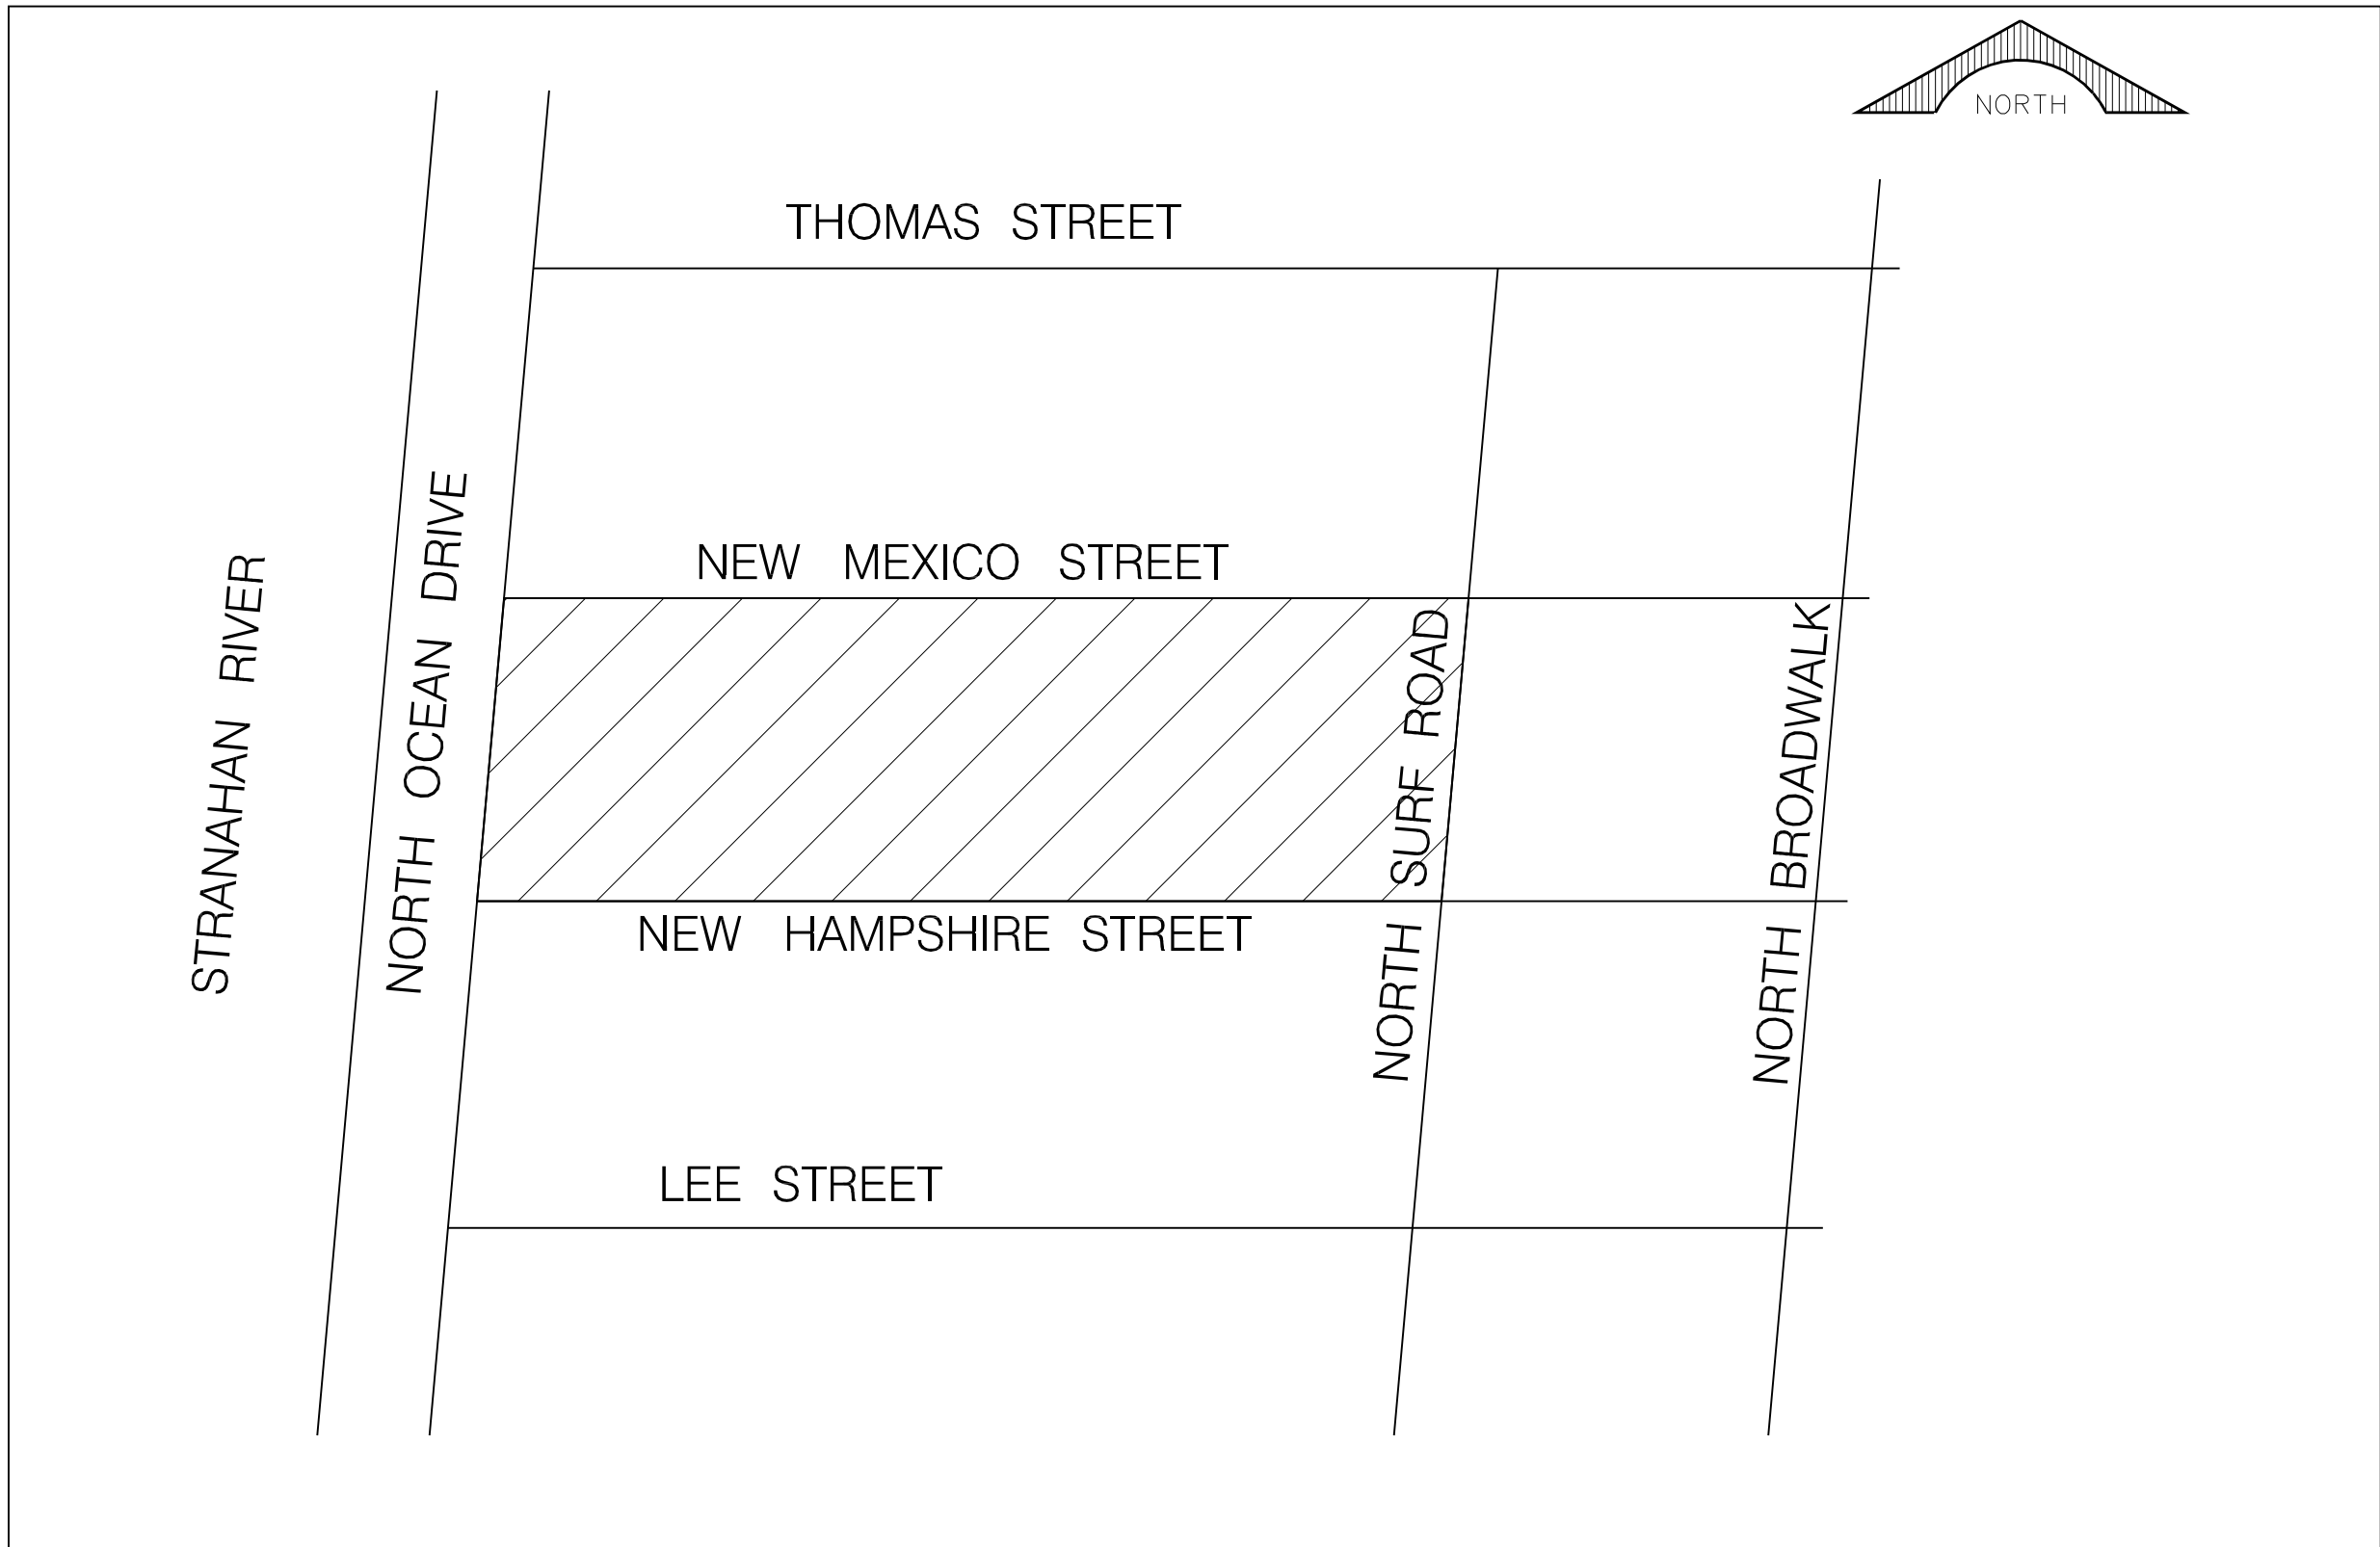 NORTH
THOMAS STREET
NEW MEXICO STREET
STRANAHAN RIVER
NORTH OCEAN DRIVE
NORTH SURF ROAD
NORTH BROADWALK
NEW HAMPSHIRE STREET
LEE STREET